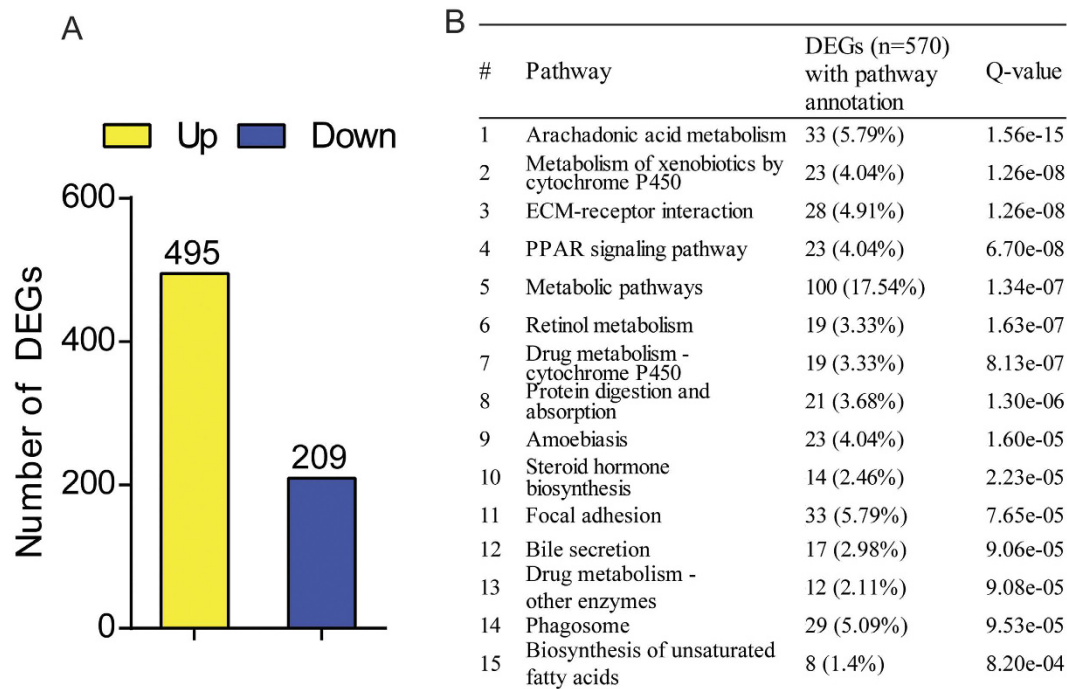 A
Up Down
Number of DEGs
600
400
200
0
495
209
B
# Pathway DEGs (n=570) with pathway annotation Q-value
1 Arachadonic acid metabolism 33 (5.79%) 1.56e-15
2 Metabolism of xenobiotics by cytochrome P450 23 (4.04%) 1.26e-08
3 ECM-receptor interaction 28 (4.91%) 1.26e-08
4 PPAR signaling pathway 23 (4.04%) 6.70e-08
5 Metabolic pathways 100 (17.54%) 1.34e-07
6 Retinol metabolism 19 (3.33%) 1.63e-07
7 Drug metabolism - cytochrome P450 19 (3.33%) 8.13e-07
8 Protein digestion and absorption 21 (3.68%) 1.30e-06
9 Amoebiasis 23 (4.04%) 1.60e-05
10 Steroid hormone biosynthesis 14 (2.46%) 2.23e-05
11 Focal adhesion 33 (5.79%) 7.65e-05
12 Bile secretion 17 (2.98%) 9.06e-05
13 Drug metabolism - other enzymes 12 (2.11%) 9.08e-05
14 Phagosome 29 (5.09%) 9.53e-05
15 Biosynthesis of unsaturated fatty acids 8 (1.4%) 8.20e-04